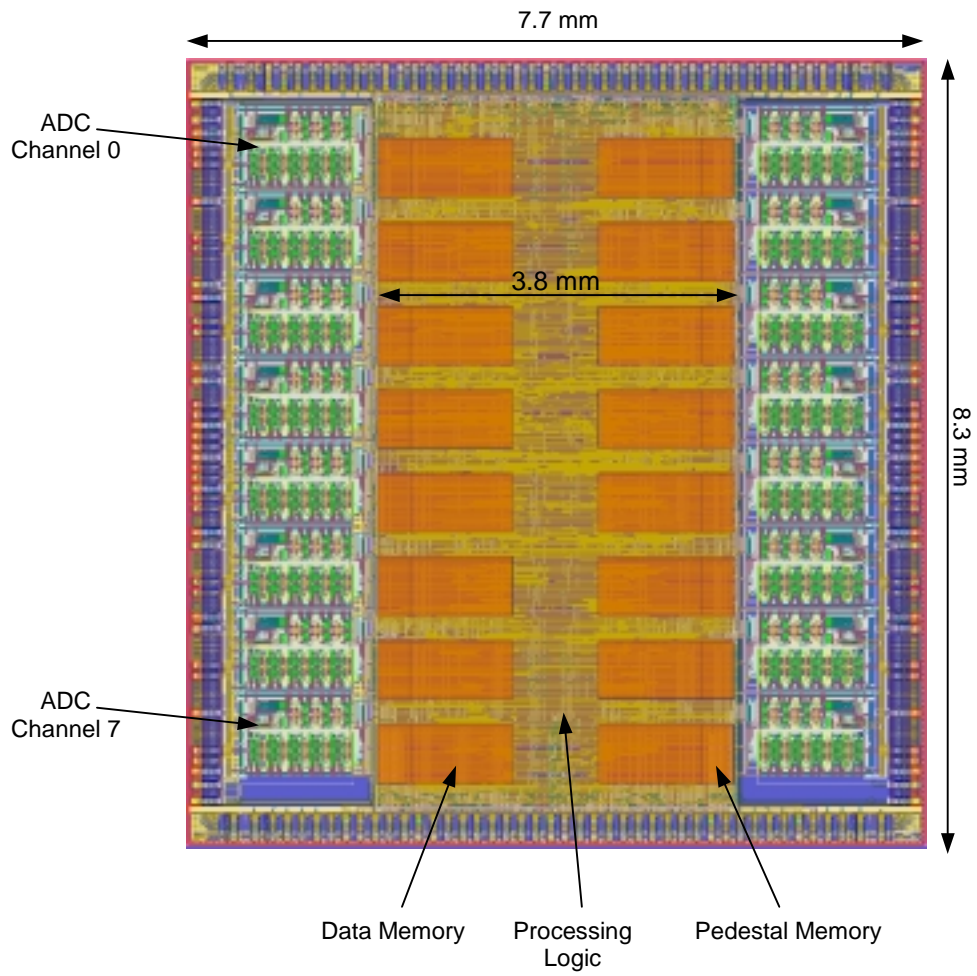 7.7 mm
ADC
Channel 0
3.8 mm
8.3 mm
ADC
Channel 7
Data Memory
Processing
Logic
Pedestal Memory